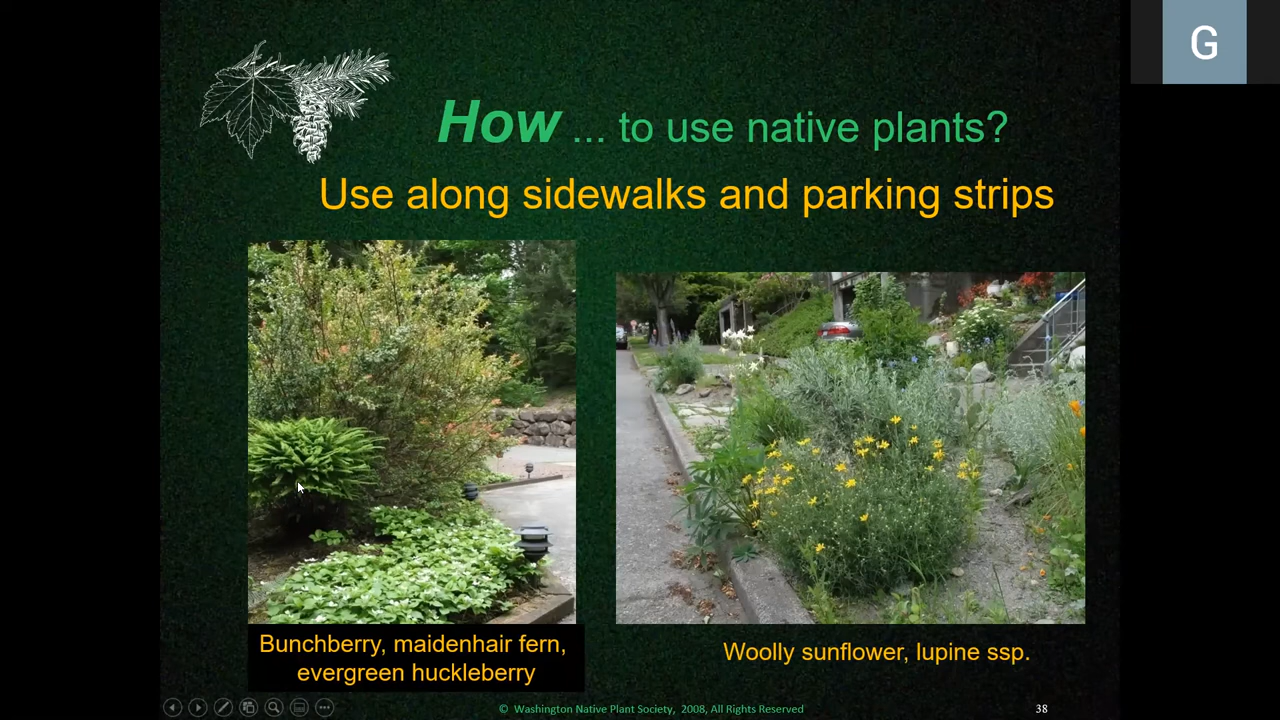 G
How ... to use native plants?
Use along sidewalks and parking strips
Bunchberry, maidenhair fern,
evergreen huckleberry
Woolly sunflower, lupine ssp.
© Washington Native Plant Society, 2008, All Rights Reserved
38